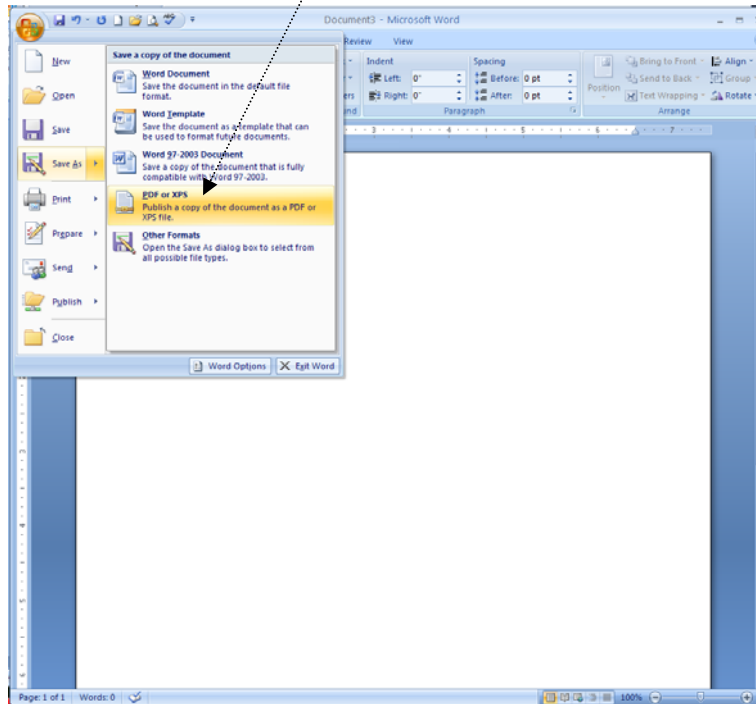 Document3 - Microsoft Word
Review View
New
Open
Save
Save As
Print
Prepare
Send
Publish
Close
Save a copy of the document
Word Document
Save the document in the default file
format.
Word Template
Save the document as a template that can
be used to format future documents.
Word 97-2003 Document
Save a copy of the document that is fully
compatible with Word 97-2003.
PDF or XPS
Publish a copy of the document as a PDF or
XPS file.
Other Formats
Open the Save As dialog box to select from
all possible file types.
Word Options Exit Word
Indent
Left: 0"
Right: 0"
Spacing
Before: 0 pt
After: 0 pt
Paragraph
Position
Bring to Front
Send to Back
Text Wrapping
Align
Group
Rotate
Arrange
3 4 5 6 7
Page: 1 of 1 Words: 0 100%